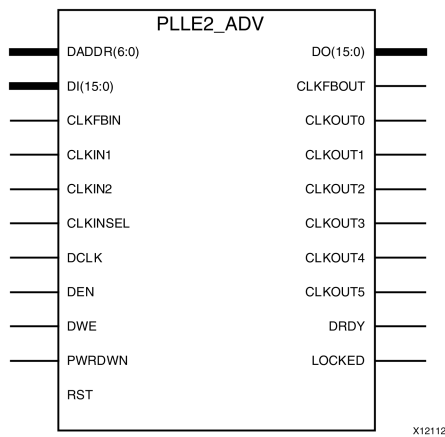 PLLE2_ADV
DADDR(6:0) DO(15:0)
DI(15:0) CLKFBOUT
CLKFBIN CLKOUT0
CLKIN1 CLKOUT1
CLKIN2 CLKOUT2
CLKINSEL CLKOUT3
DCLK CLKOUT4
DEN CLKOUT5
DWE DRDY
PWRDWN LOCKED
RST
X12112